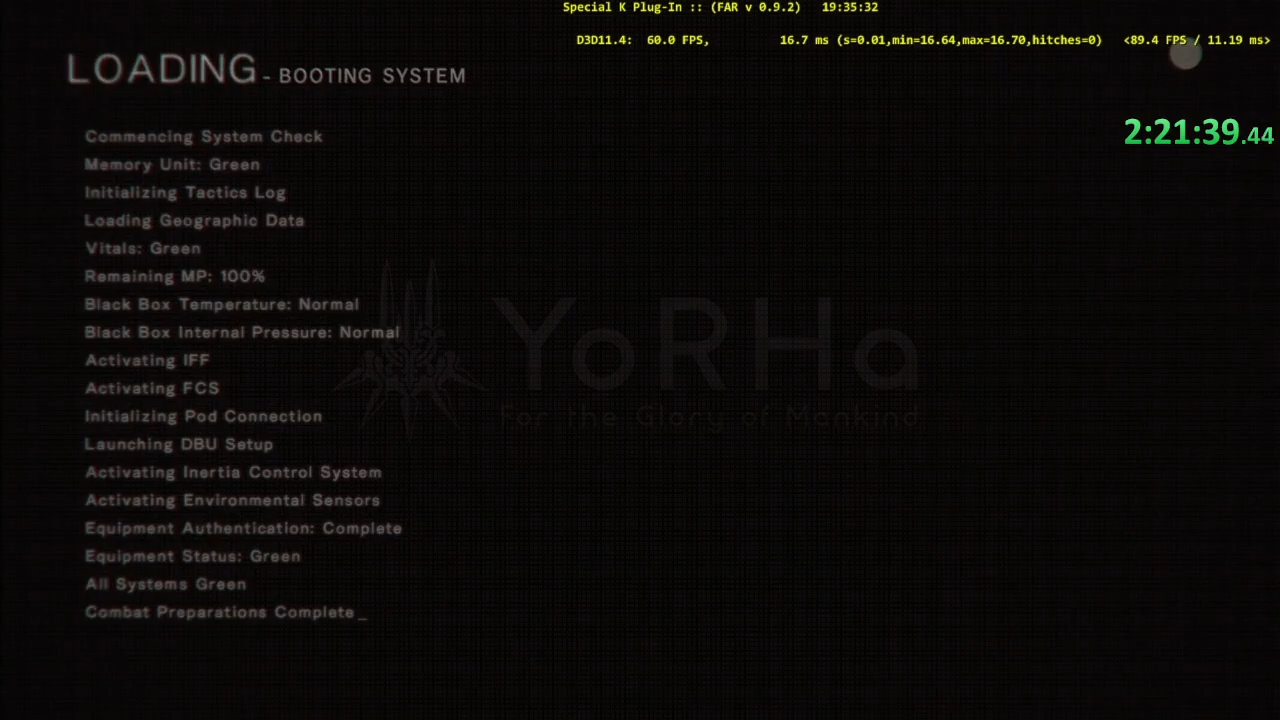 Special K Plug-In :: (FAR v 0.9.2)   19:35:32
D3D11.4:  60.0 FPS,          16.7 ms (s=0.01,min=16.64,max=16.70,hitches=0)   <89.4 FPS / 11.19 ms>
LOADING - BOOTING SYSTEM
2:21:39.44
Commencing System Check
Memory Unit: Green
Initializing Tactics Log
Loading Geographic Data
Vitals: Green
Remaining MP: 100%
Black Box Temperature: Normal
Black Box Internal Pressure: Normal
Activating IFF
Activating FCS
Initializing Pod Connection
Launching DBU Setup
Activating Inertia Control System
Activating Environmental Sensors
Equipment Authentication: Complete
Equipment Status: Green
All Systems Green
Combat Preparations Complete_
YoRHa
For the Glory of Mankind